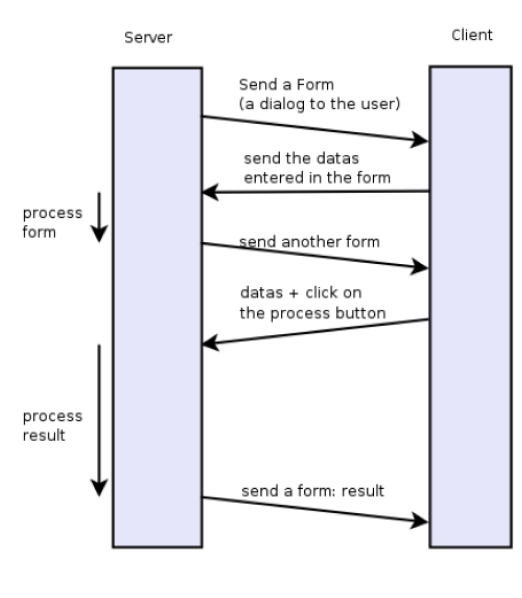 Server
Client
Send a Form
(a dialog to the user)
send the datas
entered in the form
process
form
send another form
datas + click on
the process button
process
result
send a form: result